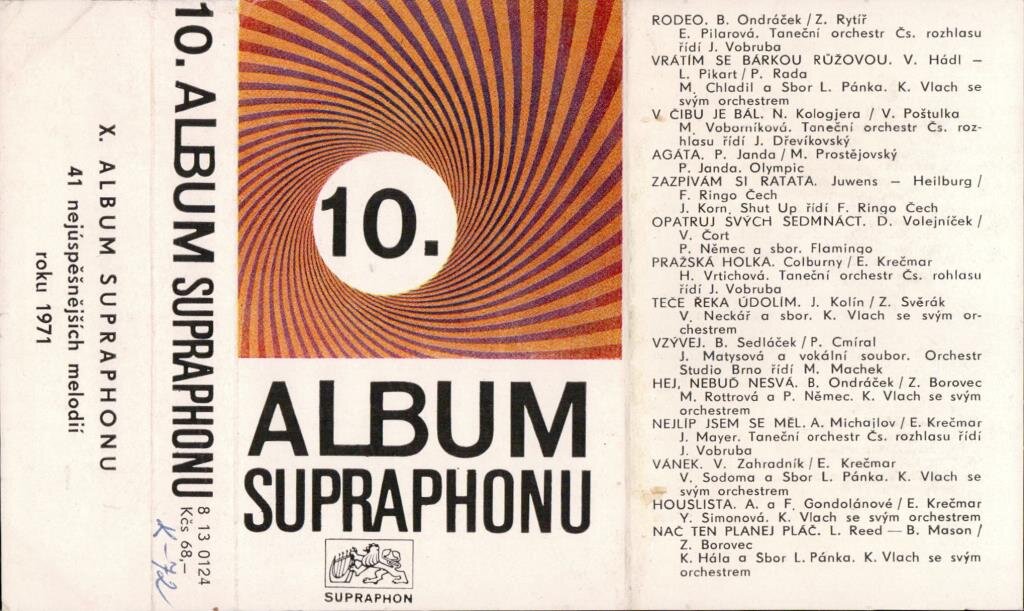 X. ALBUM SUPRAPHONU
41 nejúspěšnějších melodií
roku 1971
10. ALBUM SUPRAPHONU
8 13 0124
Kčs 68,–
K-72
10.
ALBUM
SUPRAPHONU
SUPRAPHON
RODEO. B. Ondráček / Z. Rytíř
E. Pilarová. Taneční orchestr Čs. rozhlasu
řídí J. Vobruba
VRÁTÍM SE BÁRKOU RŮŽOVOU. V. Hádl –
L. Pikart / P. Rada
M. Chladil a Sbor L. Pánka. K. Vlach se
svým orchestrem
V ČIBU JE BÁL. N. Kologjera / V. Poštulka
M. Voborníková. Taneční orchestr Čs. roz-
hlasu řídí J. Dřevíkovský
AGÁTA. P. Janda / M. Prostějovský
P. Janda. Olympic
ZAZPÍVÁM SI RATATA. Juwens – Heilburg /
F. Ringo Čech
J. Korn. Shut Up řídí F. Ringo Čech
OPATRUJ SVÝCH SEDMNÁCT. D. Volejníček /
V. Čort
P. Němec a sbor. Flamingo
PRAŽSKÁ HOLKA. Colburny / E. Krečmar
H. Vrtichová. Taneční orchestr Čs. rohlasu
řídí J. Vobruba
TEČE ŘEKA ÚDOLÍM. J. Kolín / Z. Svěrák
V. Neckář a sbor. K. Vlach se svým or-
chestrem
VZÝVEJ. B. Sedláček / P. Cmíral
J. Matysová a vokální soubor. Orchestr
Studio Brno řídí M. Machek
HEJ, NEBUĎ NESVÁ. B. Ondráček / Z. Borovec
M. Rottrová a P. Němec. K. Vlach se svým
orchestrem
NEJLÍP JSEM SE MĚL. A. Michajlov / E. Krečmar
J. Mayer. Taneční orchestr Čs. rozhlasu řídí
J. Vobruba
VÁNEK. V. Zahradník / E. Krečmar
V. Sodoma a Sbor L. Pánka. K. Vlach se
svým orchestrem
HOUSLISTA. A. a F. Gondolánové / E. Krečmar
Y. Simonová. K. Vlach se svým orchestrem
NAČ TEN PLANEJ PLÁČ. L. Reed — B. Mason /
Z. Borovec
K. Hála a Sbor L. Pánka. K. Vlach se svým
orchestrem